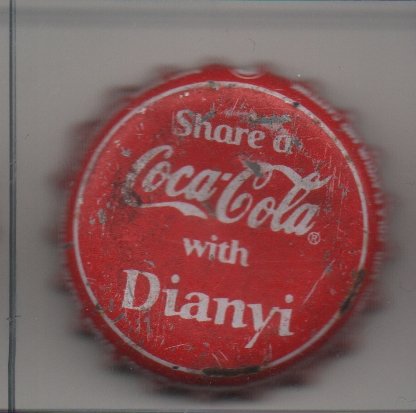 Share a
Coca-Cola®
with
Dianyi